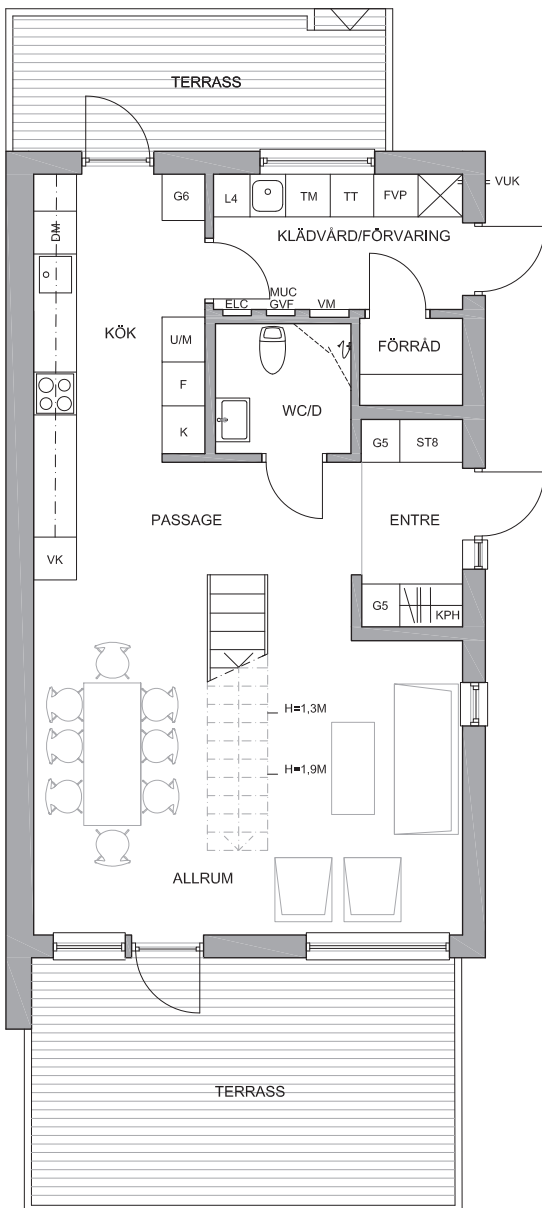 TERRASS
G6
L4
TM
TT
FVP
VUK
DM
KLÄDVÅRD/FÖRVARING
ELC
MUC
GVF
VM
KÖK
U/M
FÖRRÅD
F
WC/D
K
G5
ST8
PASSAGE
ENTRE
VK
G5
KPH
H=1,3M
H=1,9M
ALLRUM
TERRASS